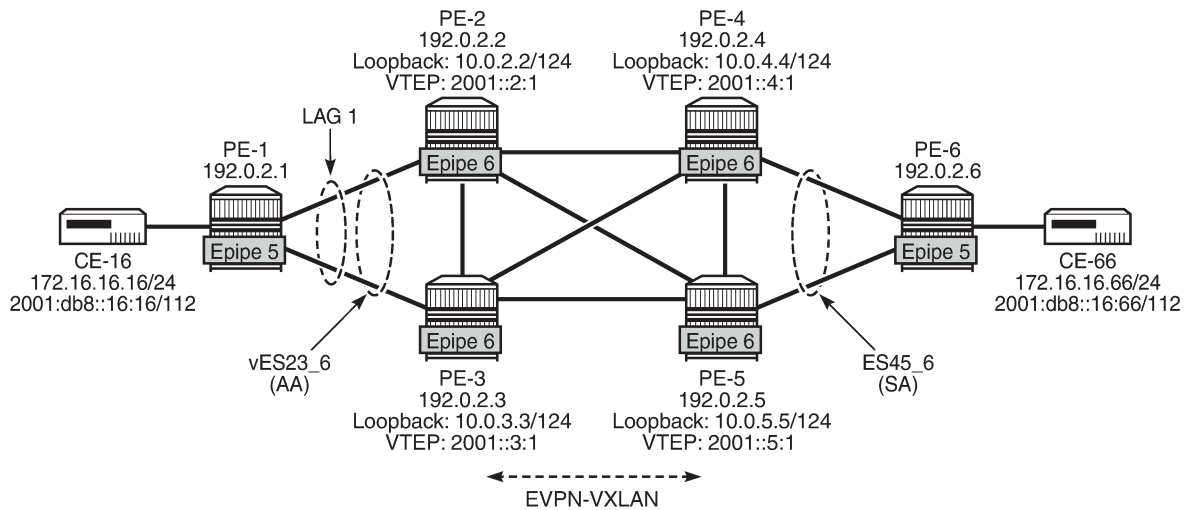 PE-2
192.0.2.2
Loopback: 10.0.2.2/124
VTEP: 2001::2:1
PE-4
192.0.2.4
Loopback: 10.0.4.4/124
VTEP: 2001::4:1
LAG 1
PE-1
192.0.2.1
Epipe 6
Epipe 6
PE-6
192.0.2.6
Epipe 5
Epipe 5
CE-16
172.16.16.16/24
2001:db8::16:16/112
CE-66
172.16.16.66/24
2001:db8::16:66/112
Epipe 6
Epipe 6
vES23_6
(AA)
ES45_6
(SA)
PE-3
192.0.2.3
Loopback: 10.0.3.3/124
VTEP: 2001::3:1
PE-5
192.0.2.5
Loopback: 10.0.5.5/124
VTEP: 2001::5:1
EVPN-VXLAN